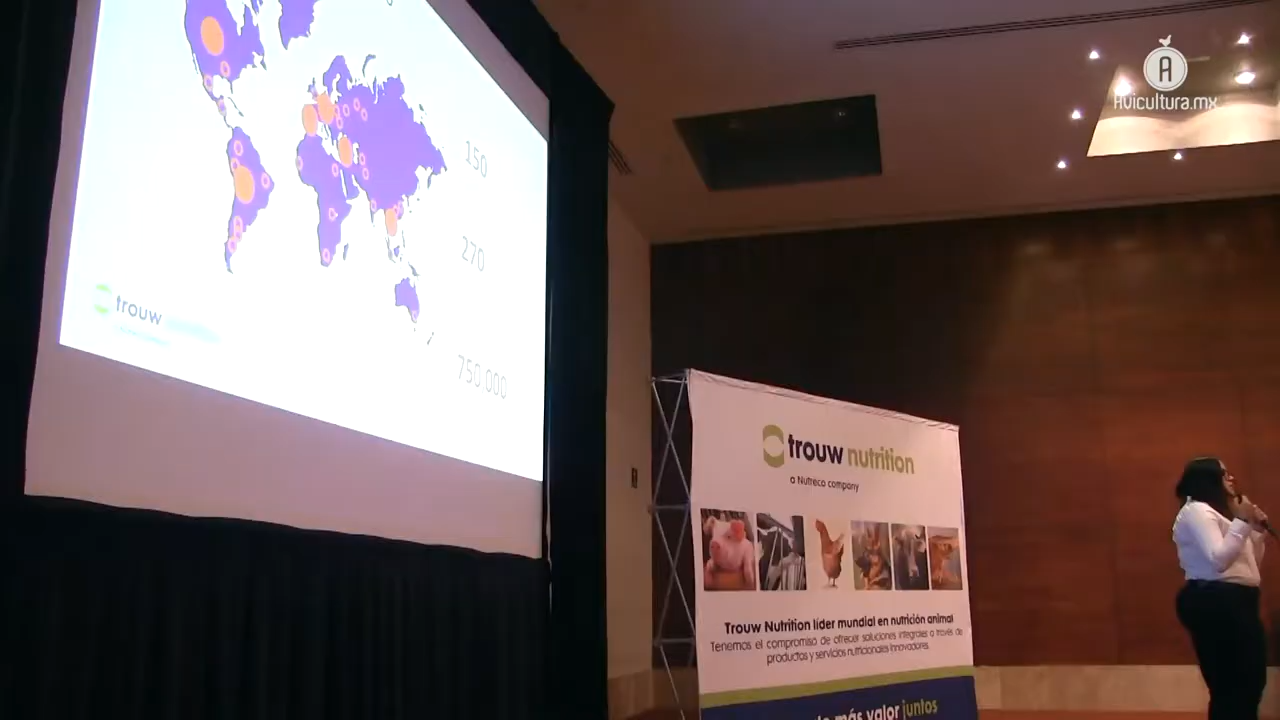 150
270
750 000
trouw
A
Avicultura.mx
trouw nutrition
a Nutreco company
Trouw Nutrition líder mundial en nutrición animal
Tenemos el compromiso de ofrecer soluciones integrales a través de
productos y servicios nutricionales innovadores.
más valor juntos